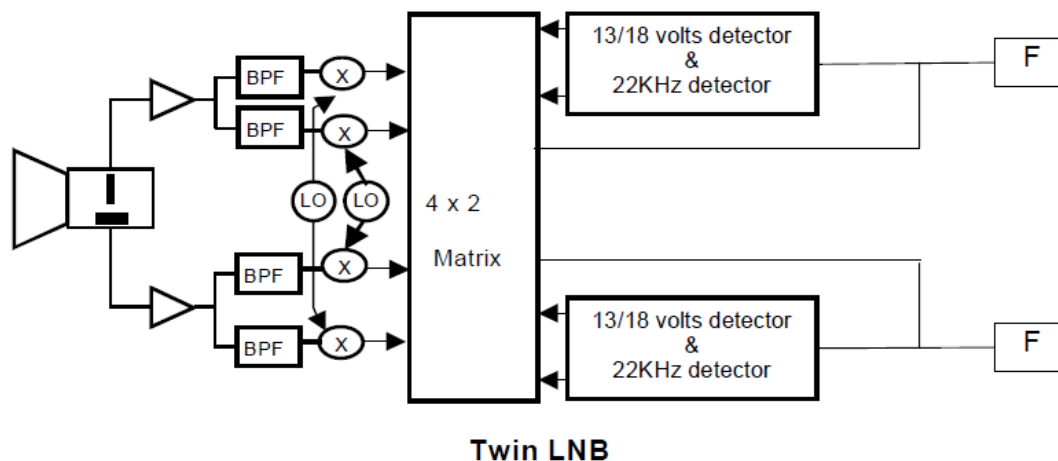 BPF
X
BPF
X
LO
LO
BPF
X
BPF
X
4 x 2
Matrix
13/18 volts detector
&
22KHz detector
F
13/18 volts detector
&
22KHz detector
F
Twin LNB